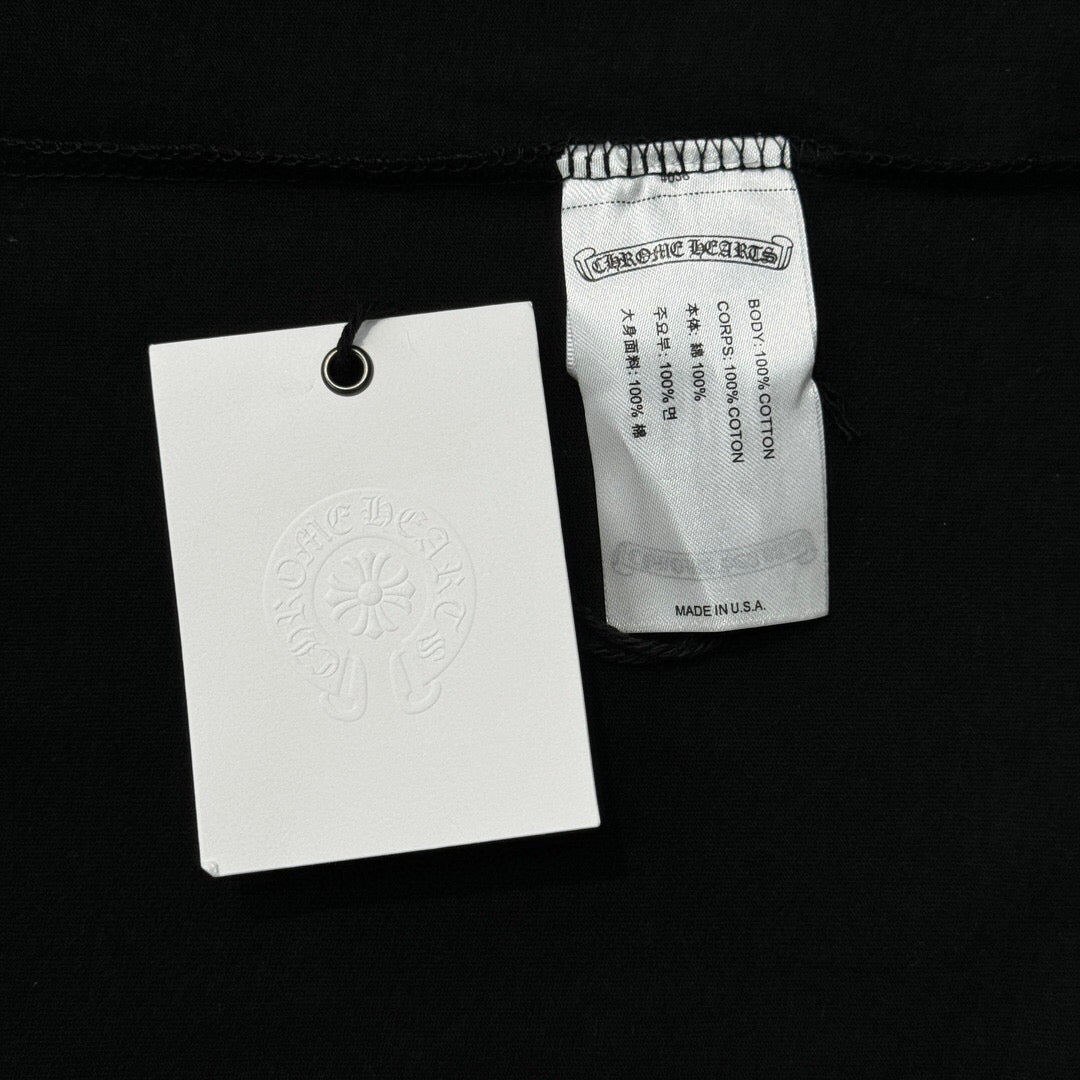 CHROME HEARTS
BODY: 100% COTTON
CORPS: 100% COTON
本体: 綿 100%
주요부: 100% 면
大身面料: 100% 棉
MADE IN U.S.A.
CHROME HEARTS